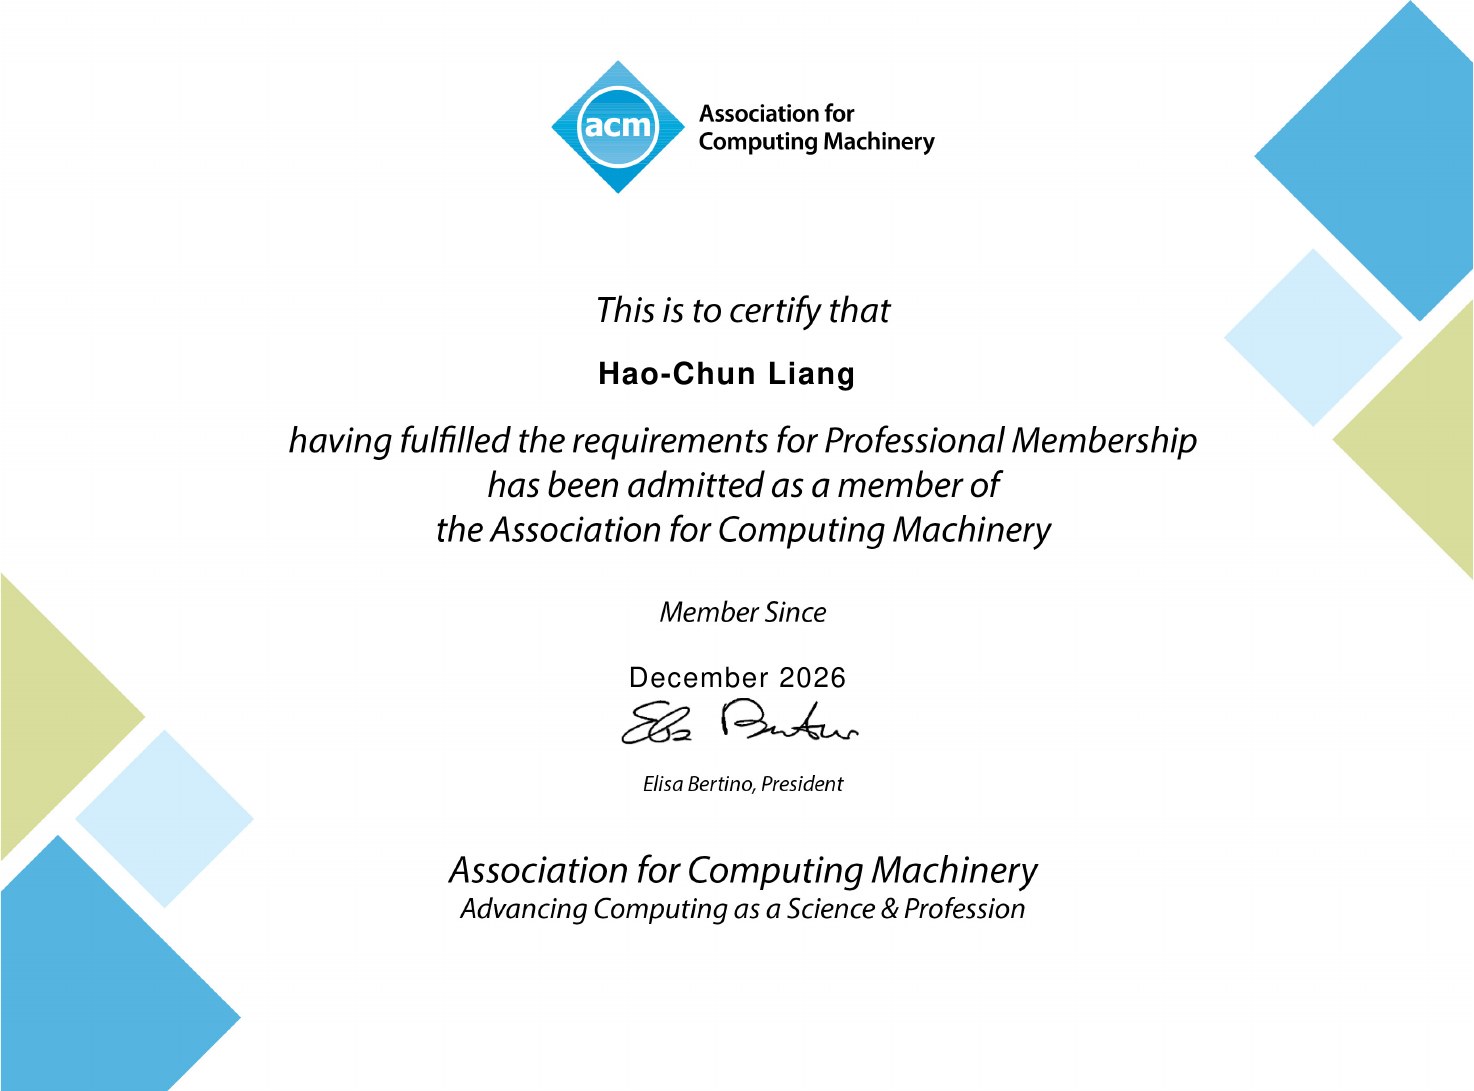 acm
Association for
Computing Machinery
This is to certify that
Hao-Chun Liang
having fulfilled the requirements for Professional Membership
has been admitted as a member of
the Association for Computing Machinery
Member Since
December 2026
Elisa Bertino
Elisa Bertino, President
Association for Computing Machinery
Advancing Computing as a Science & Profession